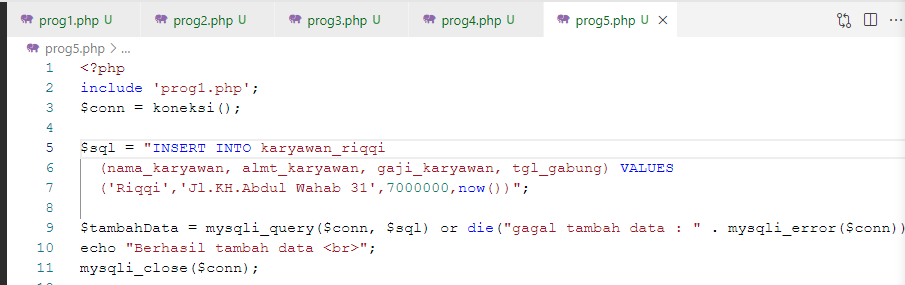 prog1.php U prog2.php U prog3.php U prog4.php U prog5.php U ×
prog5.php > ...
1 <?php
2 include 'prog1.php';
3 $conn = koneksi();
4
5 $sql = "INSERT INTO karyawan_riqqi
6 (nama_karyawan, almt_karyawan, gaji_karyawan, tgl_gabung) VALUES
7 ('Riqqi','Jl.KH.Abdul Wahab 31',7000000,now())";
8
9 $tambahData = mysqli_query($conn, $sql) or die("gagal tambah data : " . mysqli_error($conn))
10 echo "Berhasil tambah data <br>";
11 mysqli_close($conn);